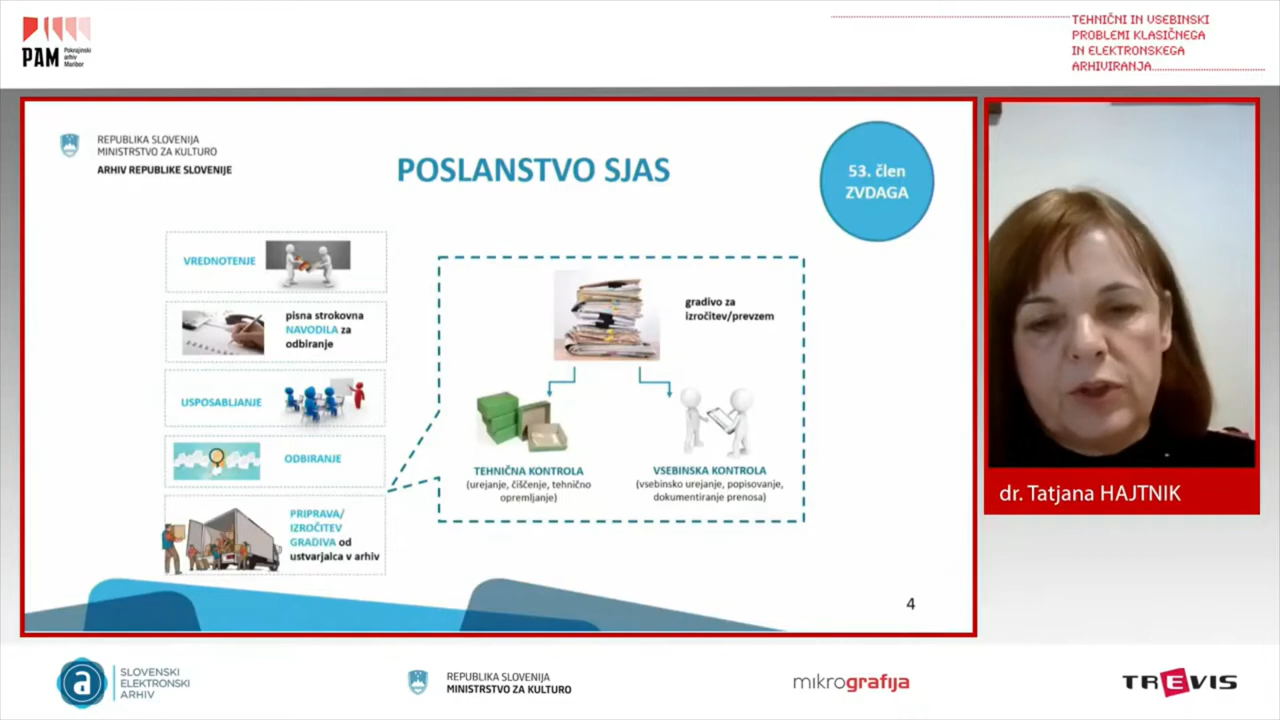 PAM
Pokrajinski
arhiv
Maribor
TEHNIČNI IN VSEBINSKI
PROBLEMI KLASIČNEGA
IN ELEKTRONSKEGA
ARHIVIRANJA
REPUBLIKA SLOVENIJA
MINISTRSTVO ZA KULTURO
ARHIV REPUBLIKE SLOVENIJE
POSLANSTVO SJAS
53. člen
ZVDAGA
VREDNOTENJE
pisna strokovna
NAVODILA za
odbiranje
USPOSABLJANJE
ODBIRANJE
PRIPRAVA/
IZROČITEV
GRADIVA od
ustvarjalca v arhiv
gradivo za
izročitev/prevzem
TEHNIČNA KONTROLA
(urejanje, čiščenje, tehnično
opremljanje)
VSEBINSKA KONTROLA
(vsebinsko urejanje, popisovanje,
dokumentiranje prenosa)
4
dr. Tatjana HAJTNIK
a
SLOVENSKI
ELEKTRONSKI
ARHIV
REPUBLIKA SLOVENIJA
MINISTRSTVO ZA KULTURO
mikrografija
TREVIS